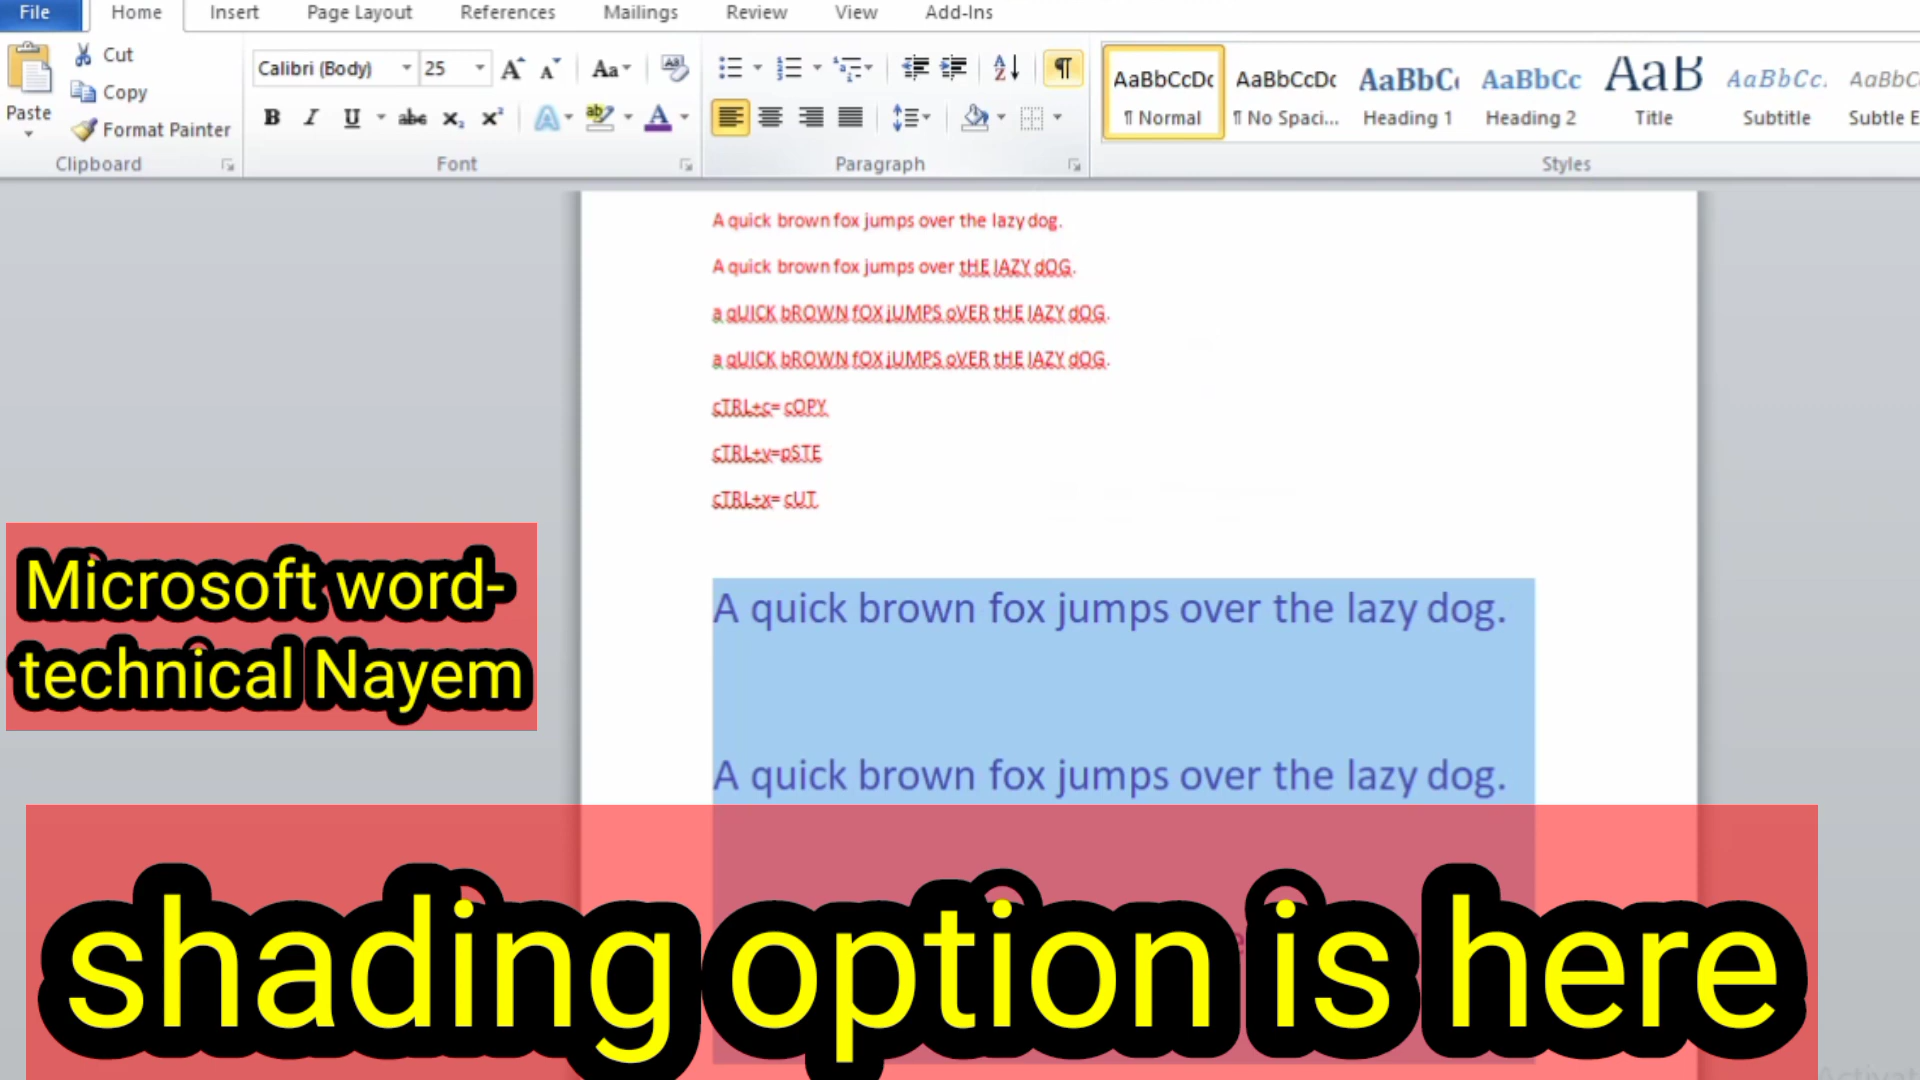 File Home Insert Page Layout References Mailings Review View Add-Ins
Cut
Copy
Format Painter
Paste
Clipboard
Calibri (Body) 25 Aa
B I U abc x₂ x² A ab A
Font
A Z ¶
Paragraph
AaBbCcDc AaBbCcDc AaBbC AaBbCc AaB AaBbCc. AaBbC
¶ Normal ¶ No Spaci... Heading 1 Heading 2 Title Subtitle Subtle E
Styles
A quick brown fox jumps over the lazy dog.
A quick brown fox jumps over tHE lAZY dOG.
a qUICK bROWN fOX jUMPS oVER tHE lAZY dOG.
a qUICK bROWN fOX jUMPS oVER tHE lAZY dOG.
cTRL+c= cOPY
cTRL+v=pSTE
cTRL+x= cUT
Microsoft word-
technical Nayem
A quick brown fox jumps over the lazy dog.
A quick brown fox jumps over the lazy dog.
shading option is here